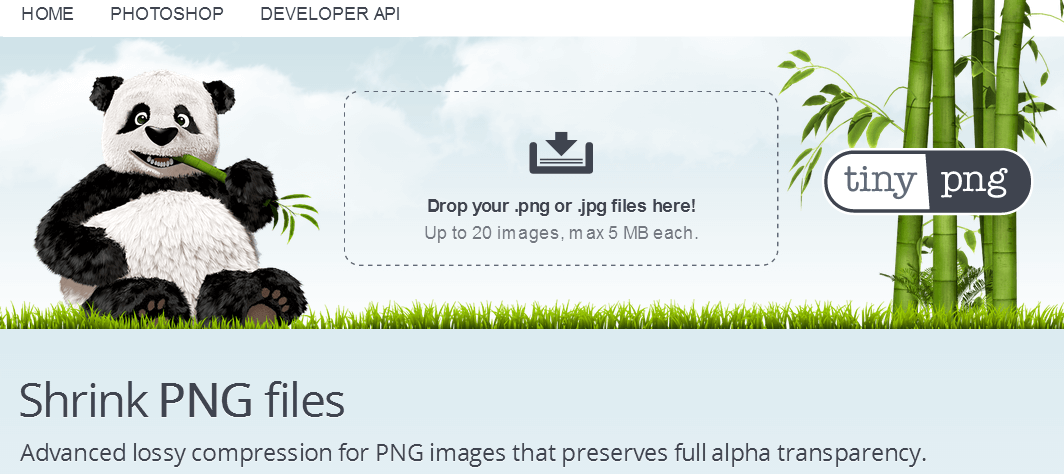 HOME PHOTOSHOP DEVELOPER API
Drop your .png or .jpg files here!
Up to 20 images, max 5 MB each.
tiny png
Shrink PNG files
Advanced lossy compression for PNG images that preserves full alpha transparency.